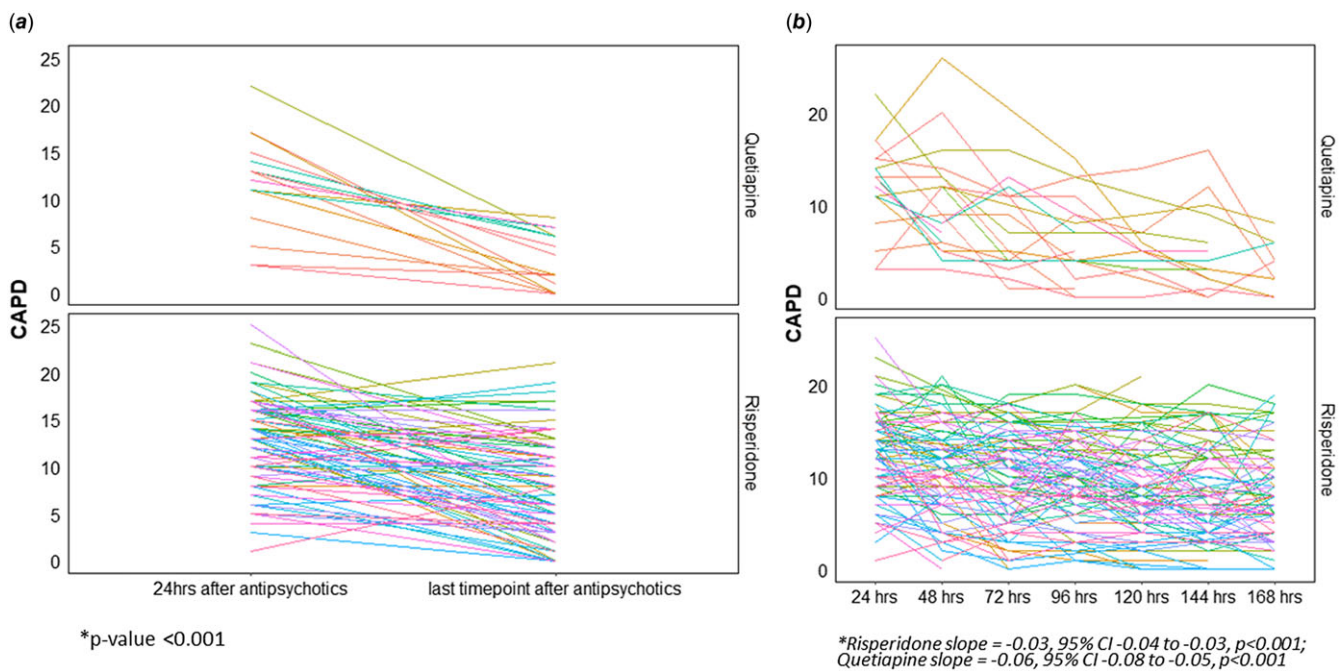 (a)
25
20
15
10
5
0
Quetiapine
CAPD
25
20
15
10
5
0
Risperidone
24hrs after antipsychotics last timepoint after antipsychotics
*p-value <0.001
(b)
20
10
0
Quetiapine
CAPD
20
10
0
Risperidone
24 hrs 48 hrs 72 hrs 96 hrs 120 hrs 144 hrs 168 hrs
*Risperidone slope = -0.03, 95% CI -0.04 to -0.03, p<0.001;
Quetiapine slope = -0.06, 95% CI -0.08 to -0.05, p<0.001